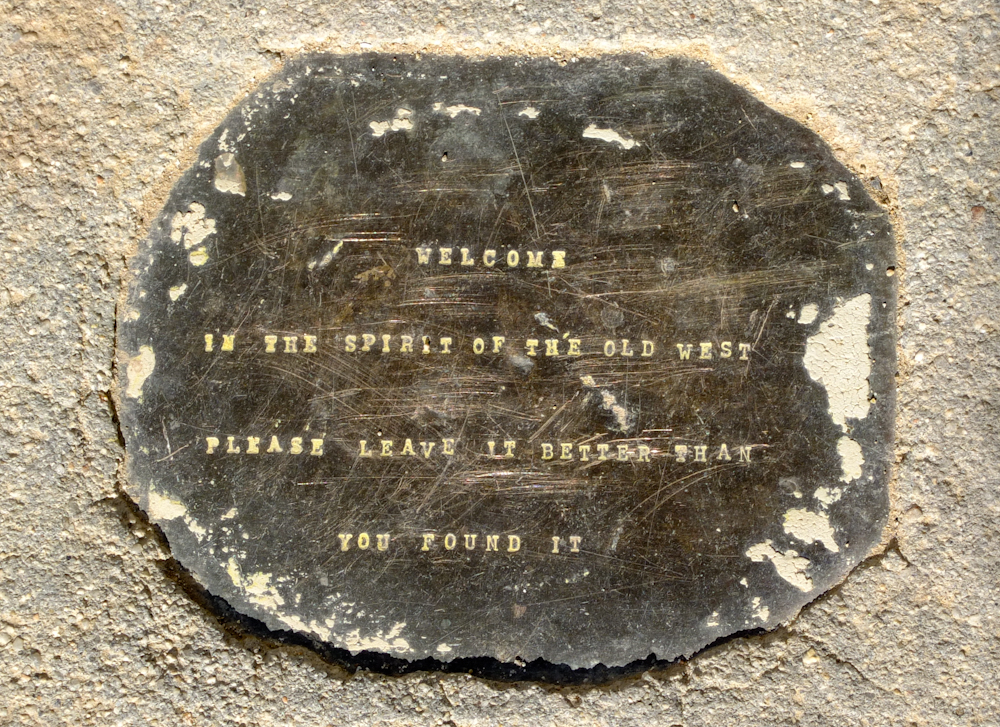 WELCOME
IN THE SPIRIT OF THE OLD WEST
PLEASE LEAVE IT BETTER THAN
YOU FOUND IT